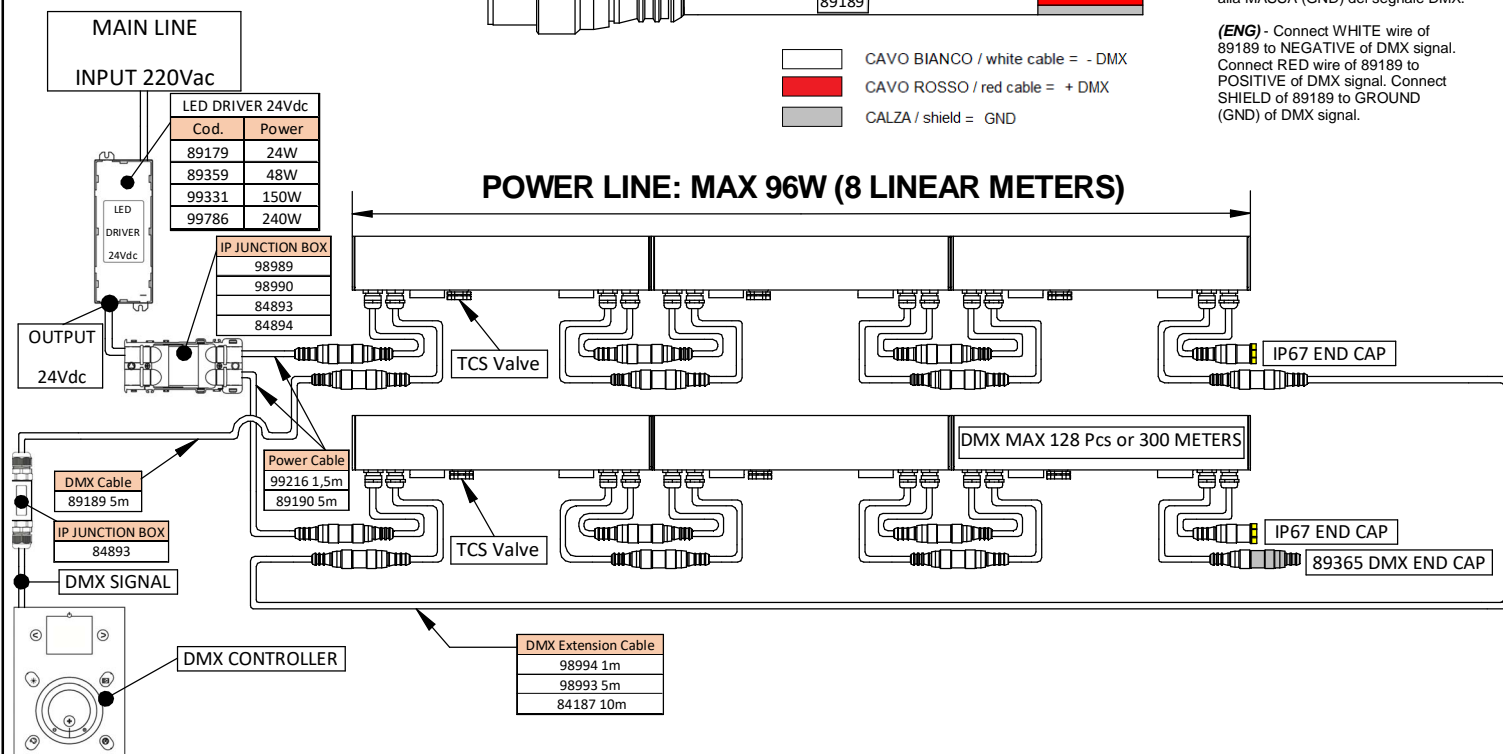 89189
alla MASSA (GND) del segnale DMX.
(ENG) - Connect WHITE wire of
89189 to NEGATIVE of DMX signal.
Connect RED wire of 89189 to
POSITIVE of DMX signal. Connect
SHIELD of 89189 to GROUND
(GND) of DMX signal.
CAVO BIANCO / white cable = - DMX
CAVO ROSSO / red cable = + DMX
CALZA / shield = GND
MAIN LINE
INPUT 220Vac
LED DRIVER 24Vdc
Cod. Power
89179 24W
89359 48W
99331 150W
99786 240W
LED
DRIVER
24Vdc
POWER LINE: MAX 96W (8 LINEAR METERS)
IP JUNCTION BOX
98989
98990
84893
84894
OUTPUT
24Vdc
TCS Valve
IP67 END CAP
DMX MAX 128 Pcs or 300 METERS
Power Cable
99216 1,5m
89190 5m
DMX Cable
89189 5m
IP JUNCTION BOX
84893
TCS Valve
IP67 END CAP
89365 DMX END CAP
DMX SIGNAL
DMX CONTROLLER
DMX Extension Cable
98994 1m
98993 5m
84187 10m